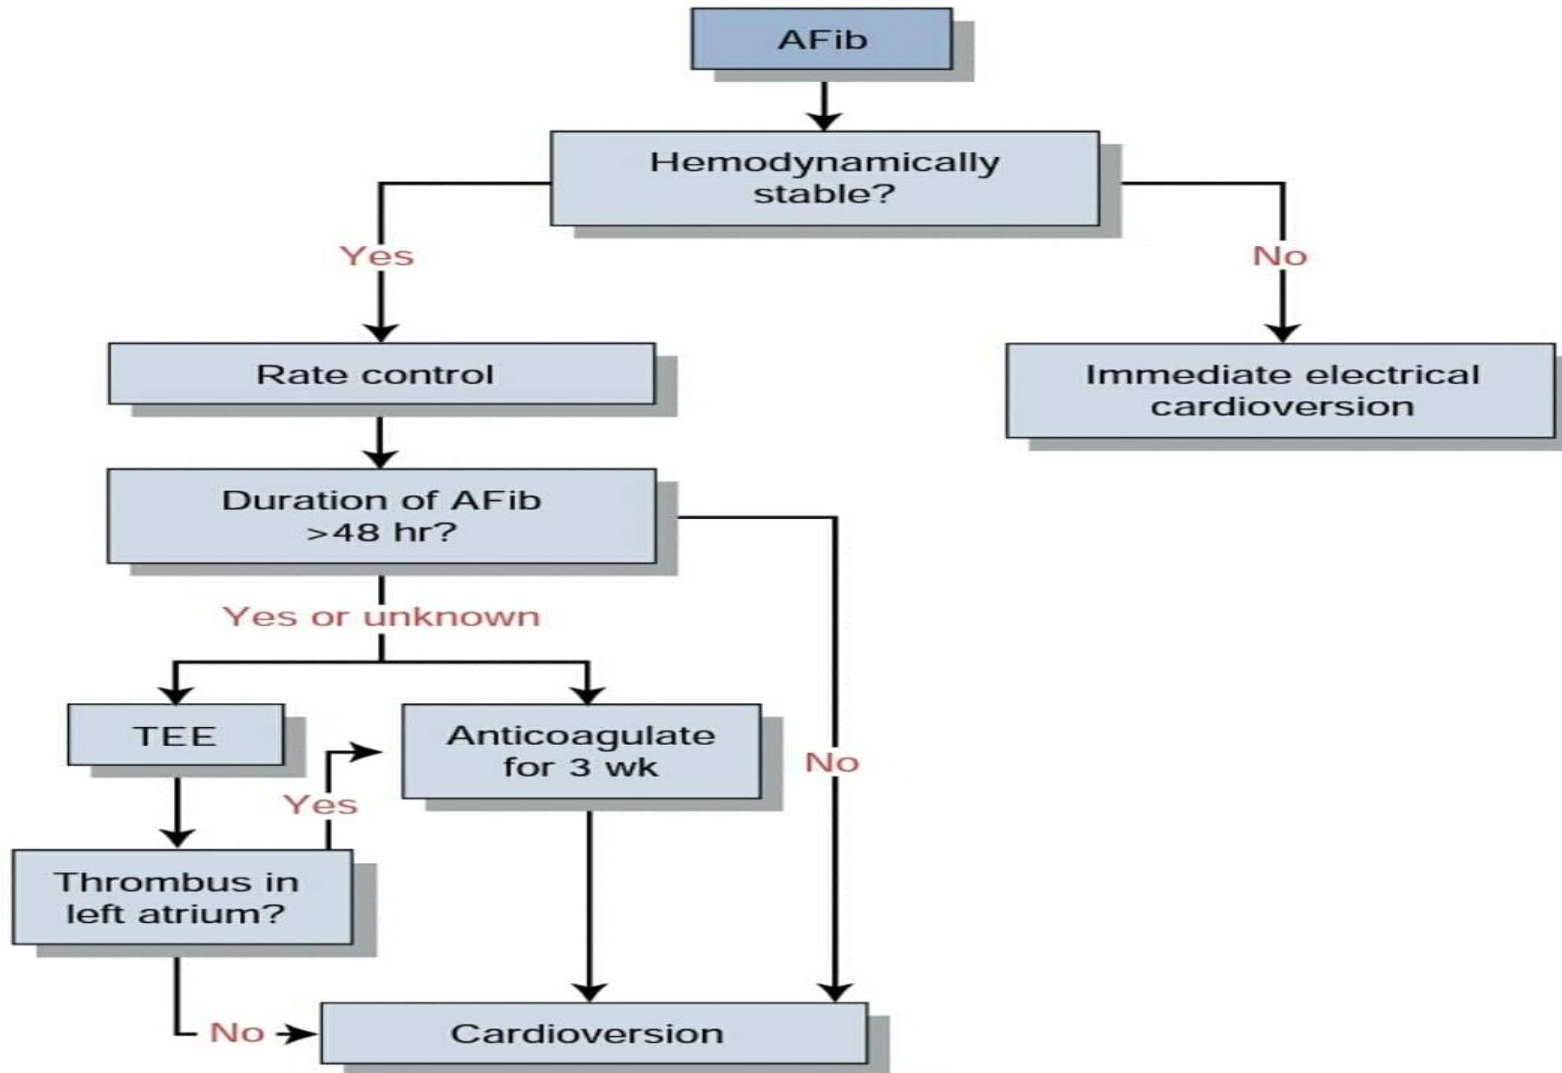 AFib
Hemodynamically
stable?
Yes
No
Rate control
Immediate electrical
cardioversion
Duration of AFib
>48 hr?
Yes or unknown
TEE
Anticoagulate
for 3 wk
No
Yes
Thrombus in
left atrium?
No
Cardioversion